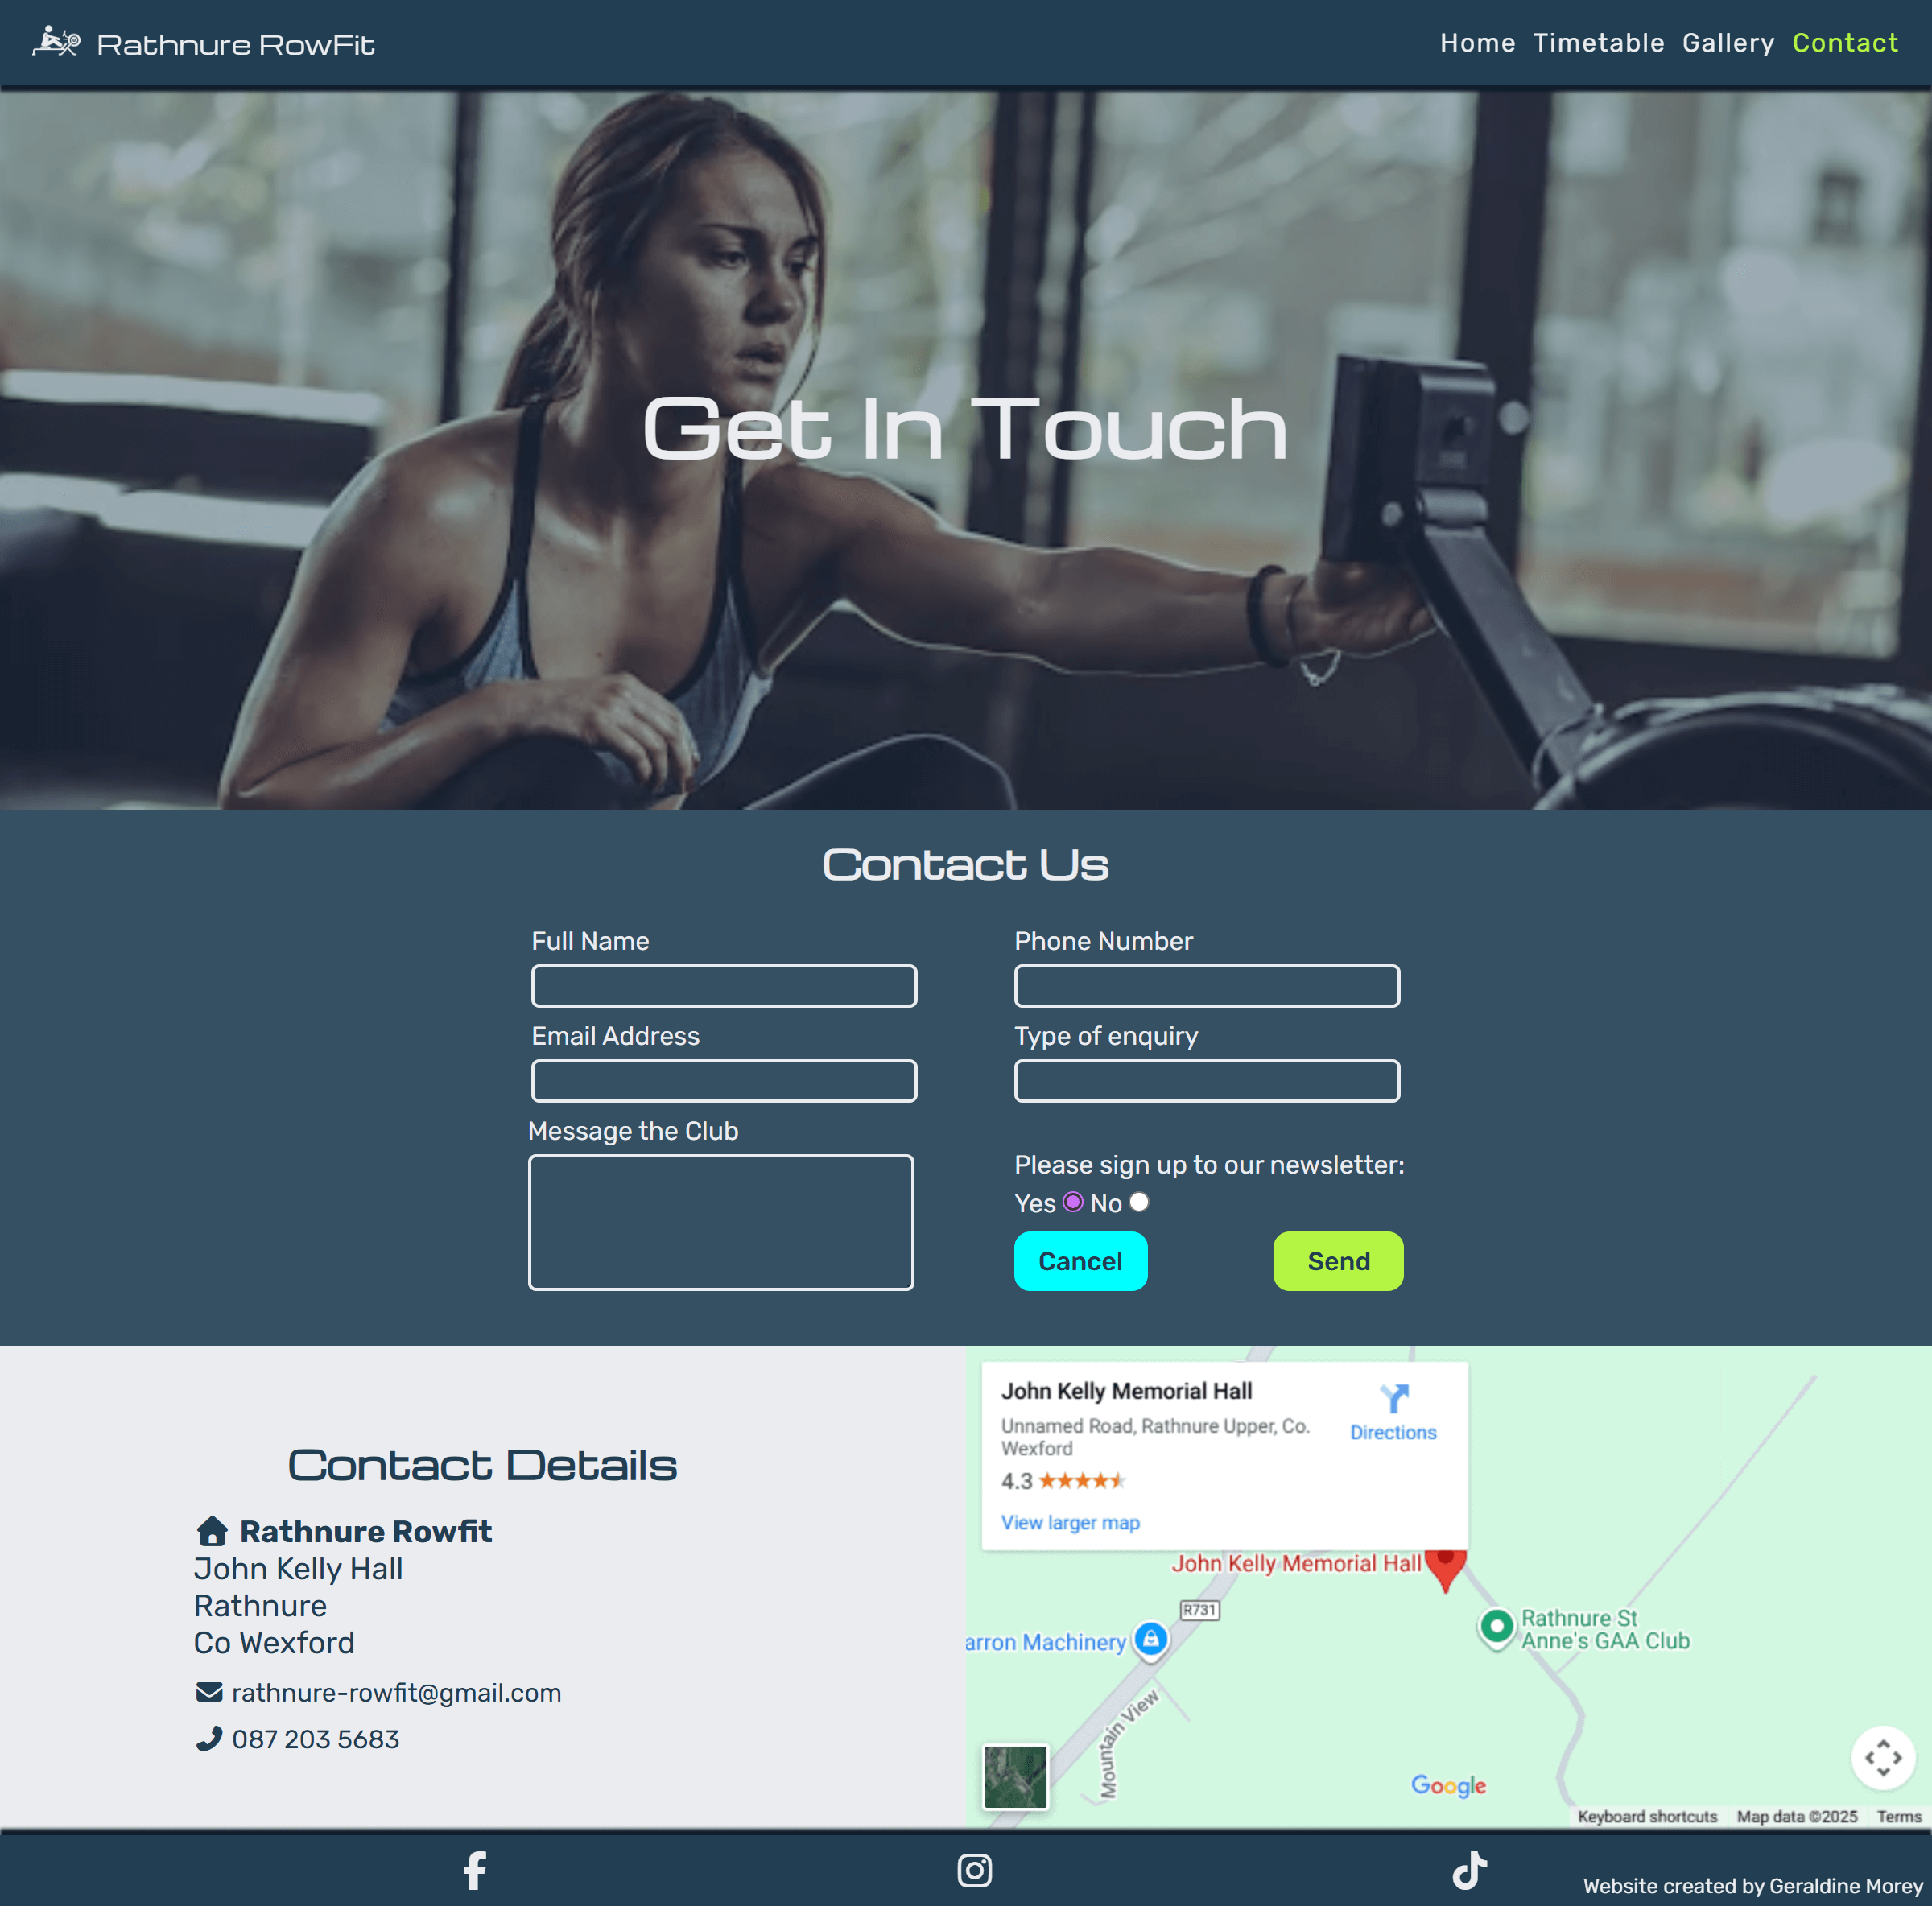 Rathnure RowFit
Home Timetable Gallery Contact
Get In Touch
Contact Us
Full Name
Phone Number
Email Address
Type of enquiry
Message the Club
Please sign up to our newsletter:
Yes No
Cancel
Send
Contact Details
Rathnure Rowfit
John Kelly Hall
Rathnure
Co Wexford
rathnure-rowfit@gmail.com
087 203 5683
John Kelly Memorial Hall
Unnamed Road, Rathnure Upper, Co.
Wexford
4.3
Directions
View larger map
John Kelly Memorial Hall
R731
arron Machinery
Rathnure St
Anne's GAA Club
Mountain View
Google
Keyboard shortcuts Map data ©2025 Terms
Website created by Geraldine Morey